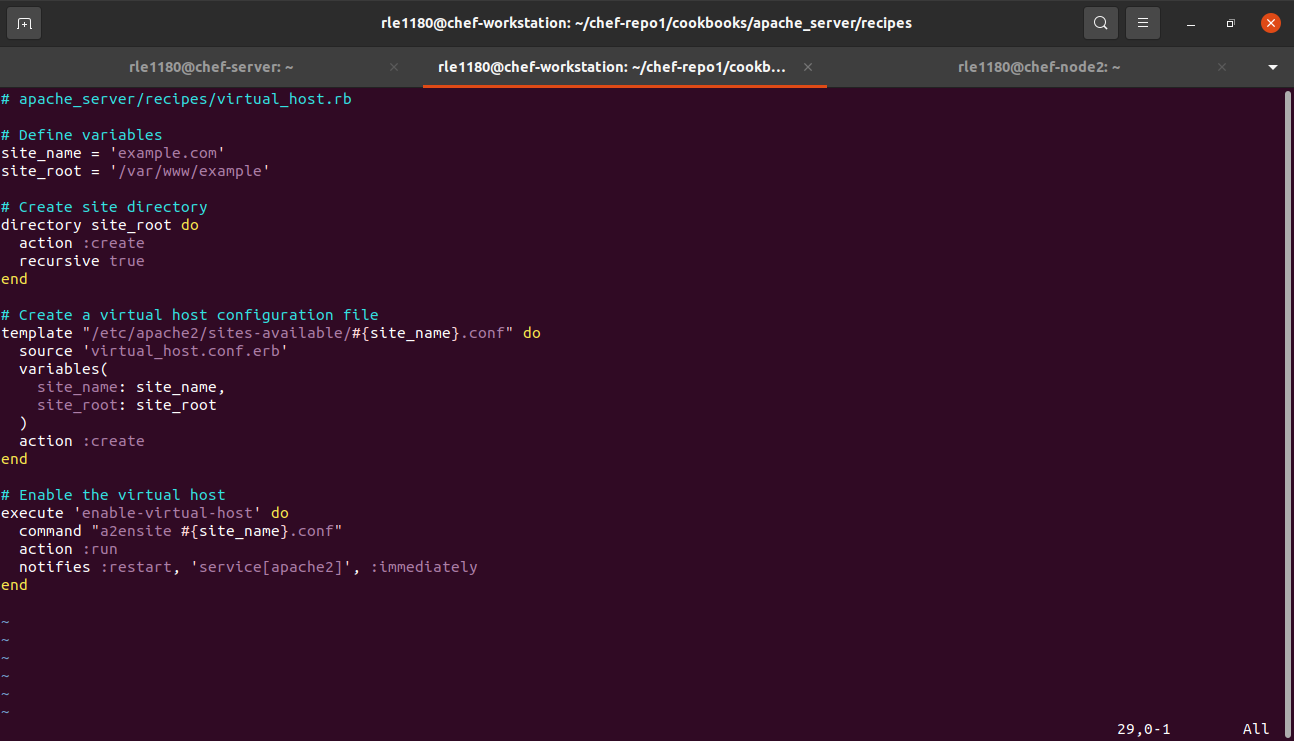 rle1180@chef-workstation: ~/chef-repo1/cookbooks/apache_server/recipes
rle1180@chef-server: ~
rle1180@chef-workstation: ~/chef-repo1/cookb...
rle1180@chef-node2: ~
# apache_server/recipes/virtual_host.rb

# Define variables
site_name = 'example.com'
site_root = '/var/www/example'

# Create site directory
directory site_root do
  action :create
  recursive true
end

# Create a virtual host configuration file
template "/etc/apache2/sites-available/#{site_name}.conf" do
  source 'virtual_host.conf.erb'
  variables(
    site_name: site_name,
    site_root: site_root
  )
  action :create
end

# Enable the virtual host
execute 'enable-virtual-host' do
  command "a2ensite #{site_name}.conf"
  action :run
  notifies :restart, 'service[apache2]', :immediately
end

~
~
~
~
~
~
29,0-1 All